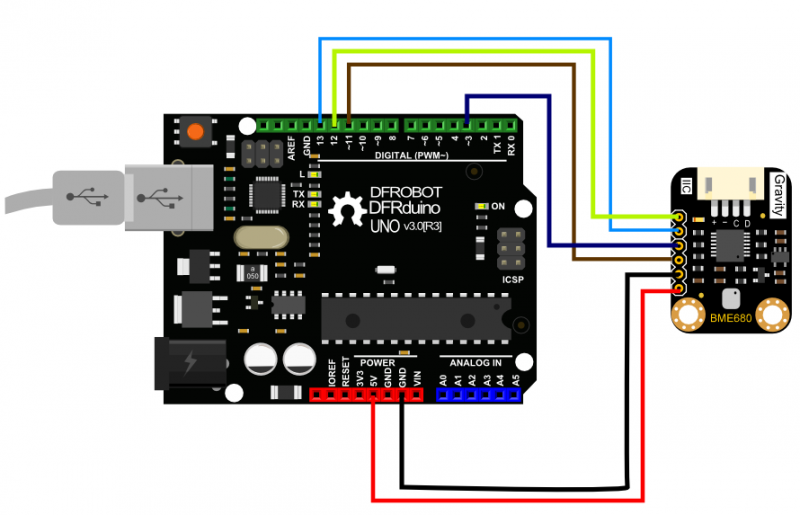 AREF
GND
13
12
~11
~10
~9
8
7
~6
~5
4
~3
2
TX 1
RX 0
DIGITAL (PWM~)
L
TX
RX
DFROBOT
DFRduino
UNO v3.0[R3]
ON
ICSP
a
050
POWER
ANALOG IN
IOREF
RESET
3V3
5V
GND
GND
VIN
A0
A1
A2
A3
A4
A5
IIC
Gravity
+ - C D
BME680